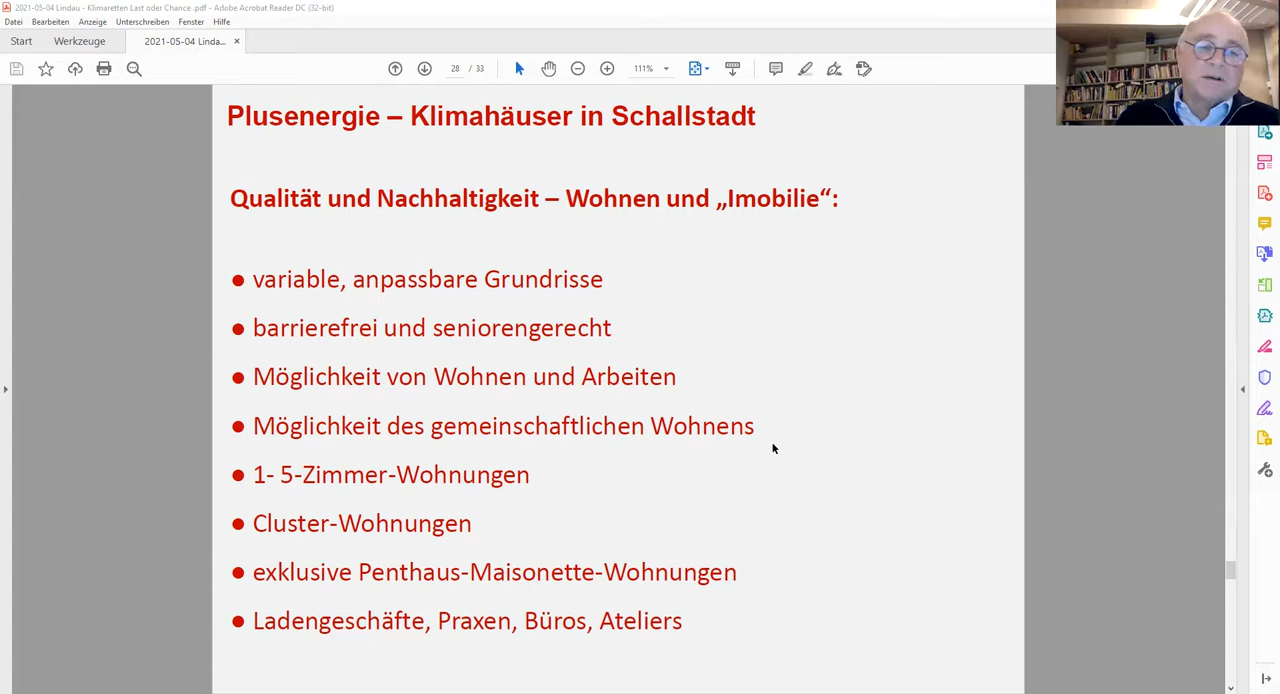 2021-05-04 Lindau - Klimaretten Last oder Chance .pdf - Adobe Acrobat Reader DC (32-bit)
Datei Bearbeiten Anzeige Unterschreiben Fenster Hilfe
Start Werkzeuge 2021-05-04 Linda... ×
28 / 33 111%
Plusenergie – Klimahäuser in Schallstadt
Qualität und Nachhaltigkeit – Wohnen und „Imobilie“:
● variable, anpassbare Grundrisse
● barrierefrei und seniorengerecht
● Möglichkeit von Wohnen und Arbeiten
● Möglichkeit des gemeinschaftlichen Wohnens
● 1- 5-Zimmer-Wohnungen
● Cluster-Wohnungen
● exklusive Penthaus-Maisonette-Wohnungen
● Ladengeschäfte, Praxen, Büros, Ateliers